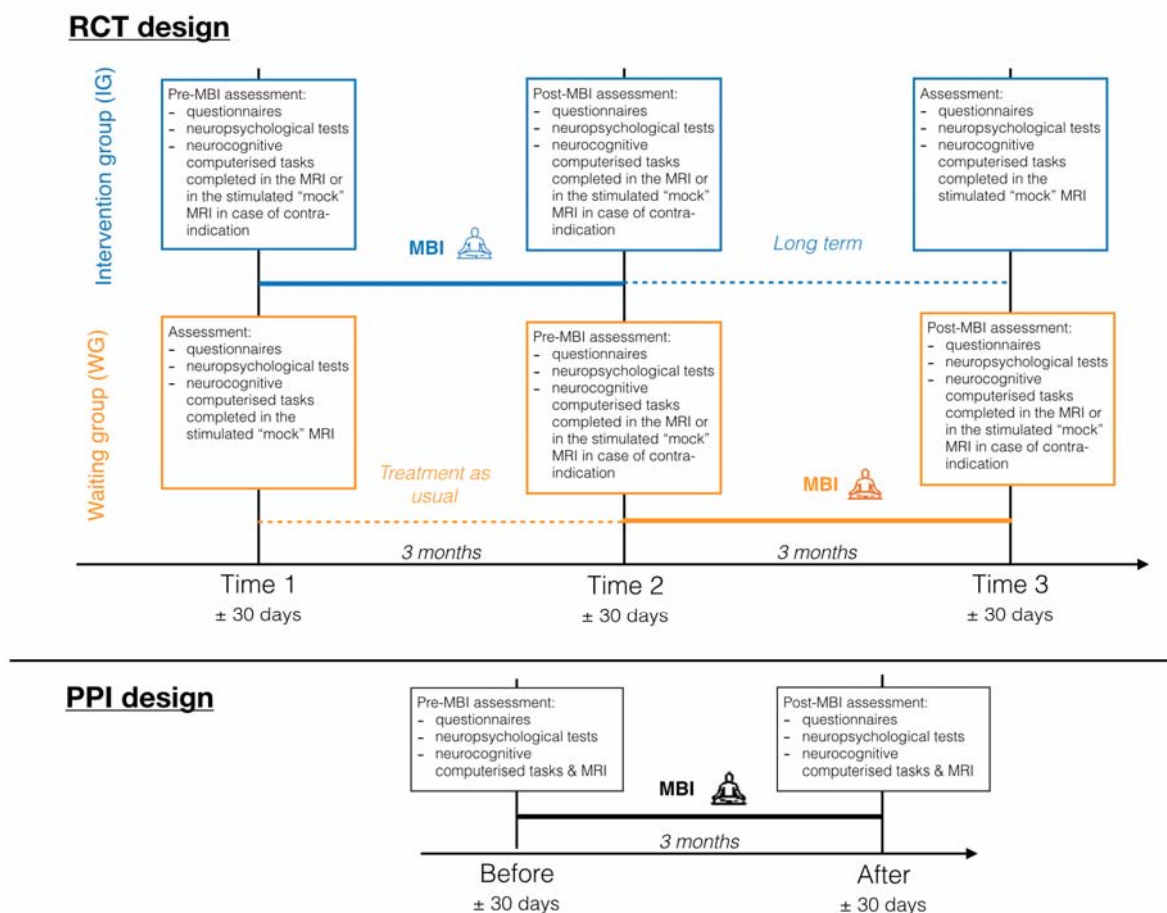 RCT design
Intervention group (IG)
Pre-MBI assessment:
- questionnaires
- neuropsychological tests
- neurocognitive
computerised tasks
completed in the MRI or
in the stimulated “mock”
MRI in case of contra-
indication
MBI
Post-MBI assessment:
- questionnaires
- neuropsychological tests
- neurocognitive
computerised tasks
completed in the MRI or
in the stimulated “mock”
MRI in case of contra-
indication
Long term
Assessment:
- questionnaires
- neuropsychological tests
- neurocognitive
computerised tasks
completed in the
stimulated “mock” MRI
Waiting group (WG)
Assessment:
- questionnaires
- neuropsychological tests
- neurocognitive
computerised tasks
completed in the
stimulated “mock” MRI
Treatment as
usual
Pre-MBI assessment:
- questionnaires
- neuropsychological tests
- neurocognitive
computerised tasks
completed in the MRI or
in the stimulated “mock”
MRI in case of contra-
indication
MBI
Post-MBI assessment:
- questionnaires
- neuropsychological tests
- neurocognitive
computerised tasks
completed in the MRI or
in the stimulated “mock”
MRI in case of contra-
indication
3 months
3 months
Time 1
± 30 days
Time 2
± 30 days
Time 3
± 30 days
PPI design
Pre-MBI assessment:
- questionnaires
- neuropsychological tests
- neurocognitive
computerised tasks & MRI
MBI
Post-MBI assessment:
- questionnaires
- neuropsychological tests
- neurocognitive
computerised tasks & MRI
3 months
Before
± 30 days
After
± 30 days